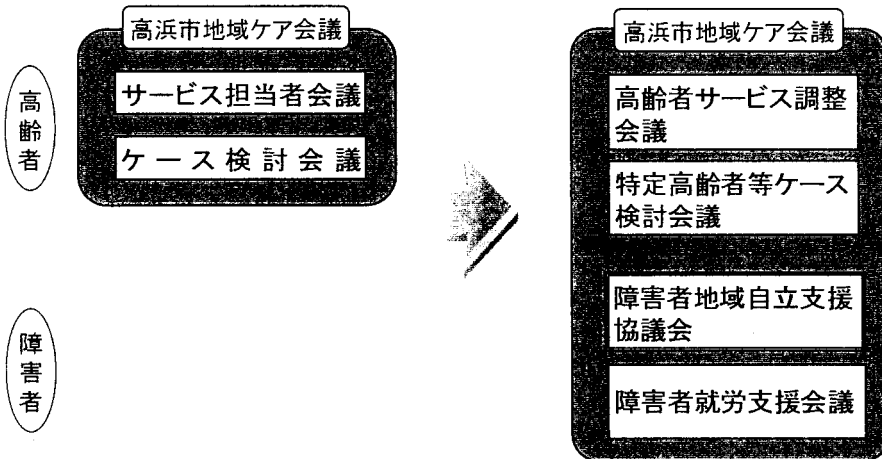 高浜市地域ケア会議
高齢者
サービス担当者会議
ケース検討会議
障害者
高浜市地域ケア会議
高齢者サービス調整
会議
特定高齢者等ケース
検討会議
障害者地域自立支援
協議会
障害者就労支援会議